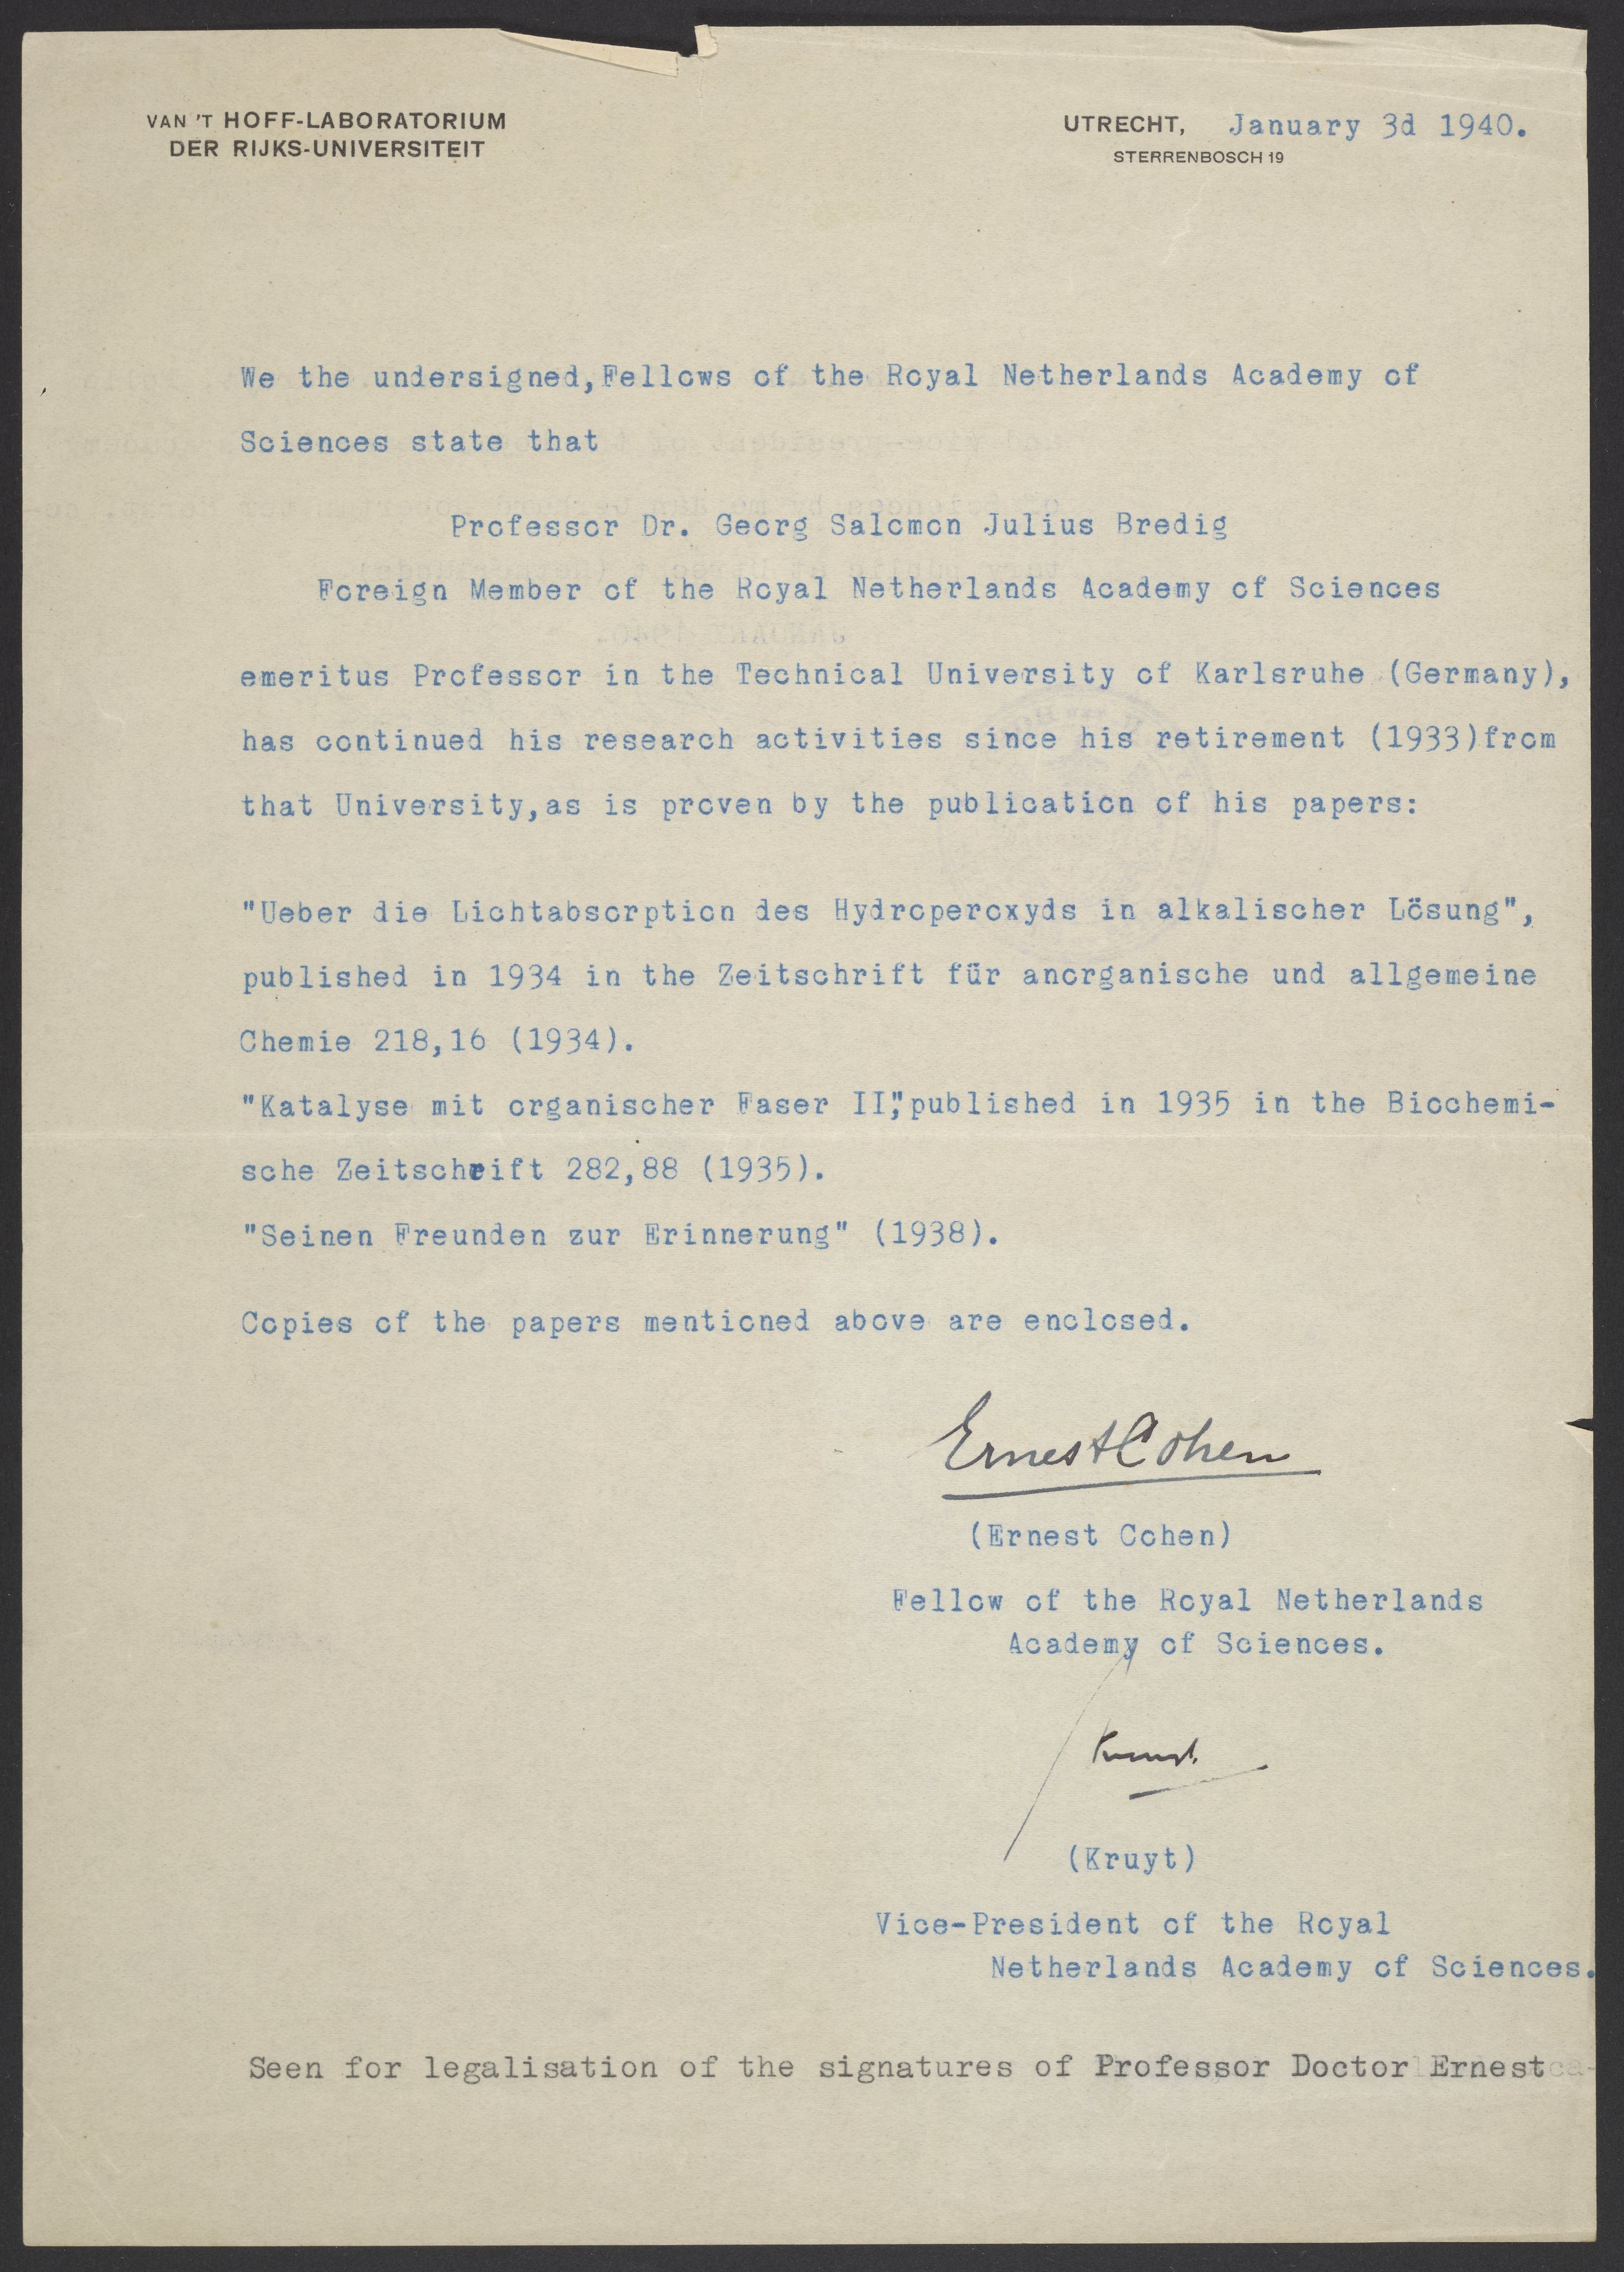 VAN 'T HOFF-LABORATORIUM
DER RIJKS-UNIVERSITEIT
UTRECHT, January 3d 1940.
STERRENBOSCH 19
We the undersigned,Fellows of the Royal Netherlands Academy of
Sciences state that
Professor Dr. Georg Salomon Julius Bredig
Foreign Member of the Royal Netherlands Academy of Sciences
emeritus Professor in the Technical University of Karlsruhe (Germany),
has continued his research activities since his retirement (1933)from
that University,as is proven by the publication of his papers:
"Ueber die Lichtabsorption des Hydroperoxyds in alkalischer Lösung",
published in 1934 in the Zeitschrift für anorganische und allgemeine
Chemie 218,16 (1934).
"Katalyse mit organischer Faser II",published in 1935 in the Biochemi-
sche Zeitschrift 282,88 (1935).
"Seinen Freunden zur Erinnerung" (1938).
Copies of the papers mentioned above are enclosed.
Ernest Cohen
(Ernest Cohen)
Fellow of the Royal Netherlands
Academy of Sciences.
Kruyt
(Kruyt)
Vice-President of the Royal
Netherlands Academy of Sciences.
Seen for legalisation of the signatures of Professor Doctor Ernest